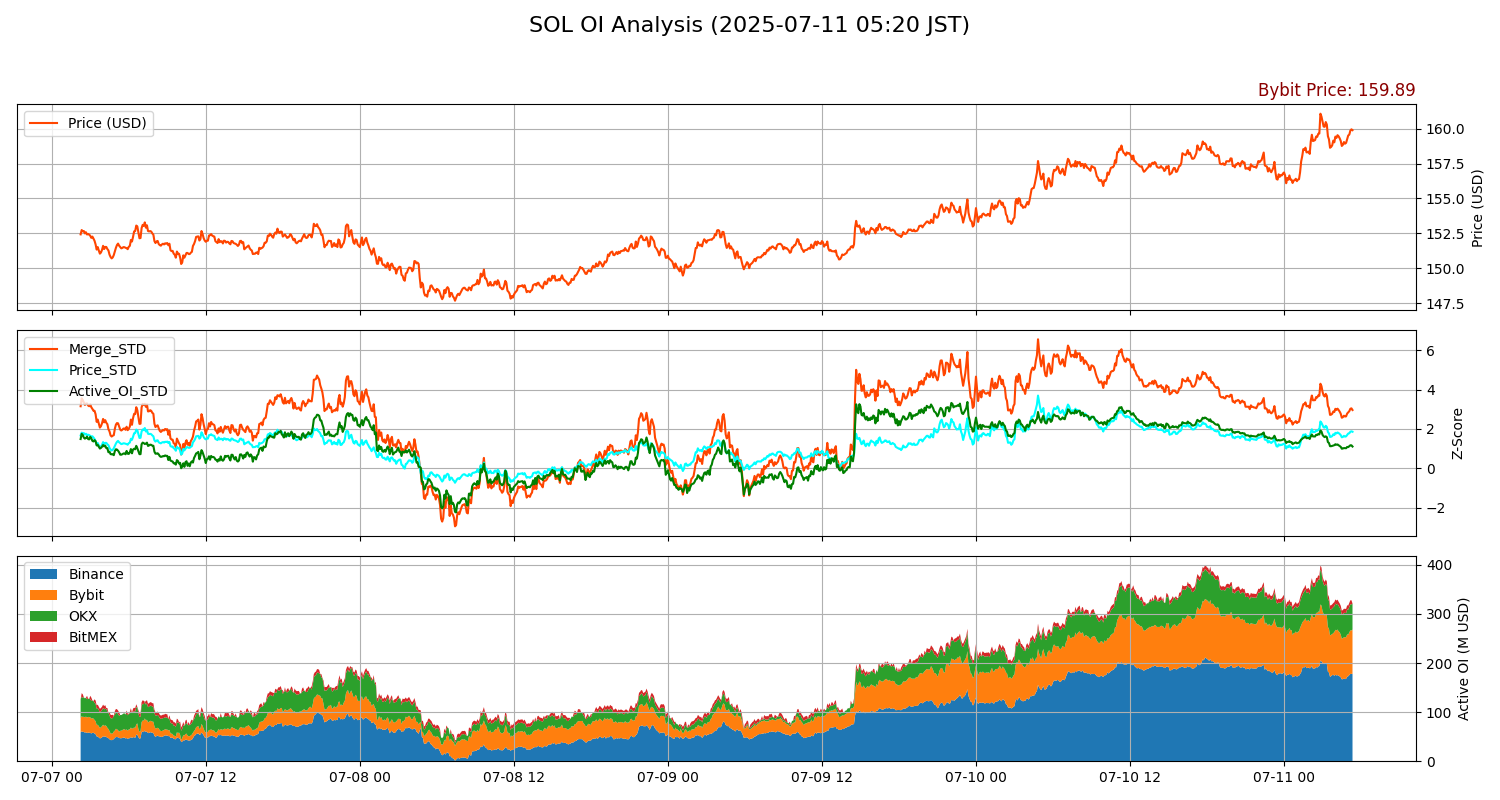 SOL OI Analysis (2025-07-11 05:20 JST)
Bybit Price: 159.89
Price (USD)
160.0
157.5
155.0
152.5
150.0
147.5
Price (USD)
Merge_STD
Price_STD
Active_OI_STD
6
4
2
0
−2
Z-Score
Binance
Bybit
OKX
BitMEX
400
300
200
100
0
Active OI (M USD)
07-07 00
07-07 12
07-08 00
07-08 12
07-09 00
07-09 12
07-10 00
07-10 12
07-11 00